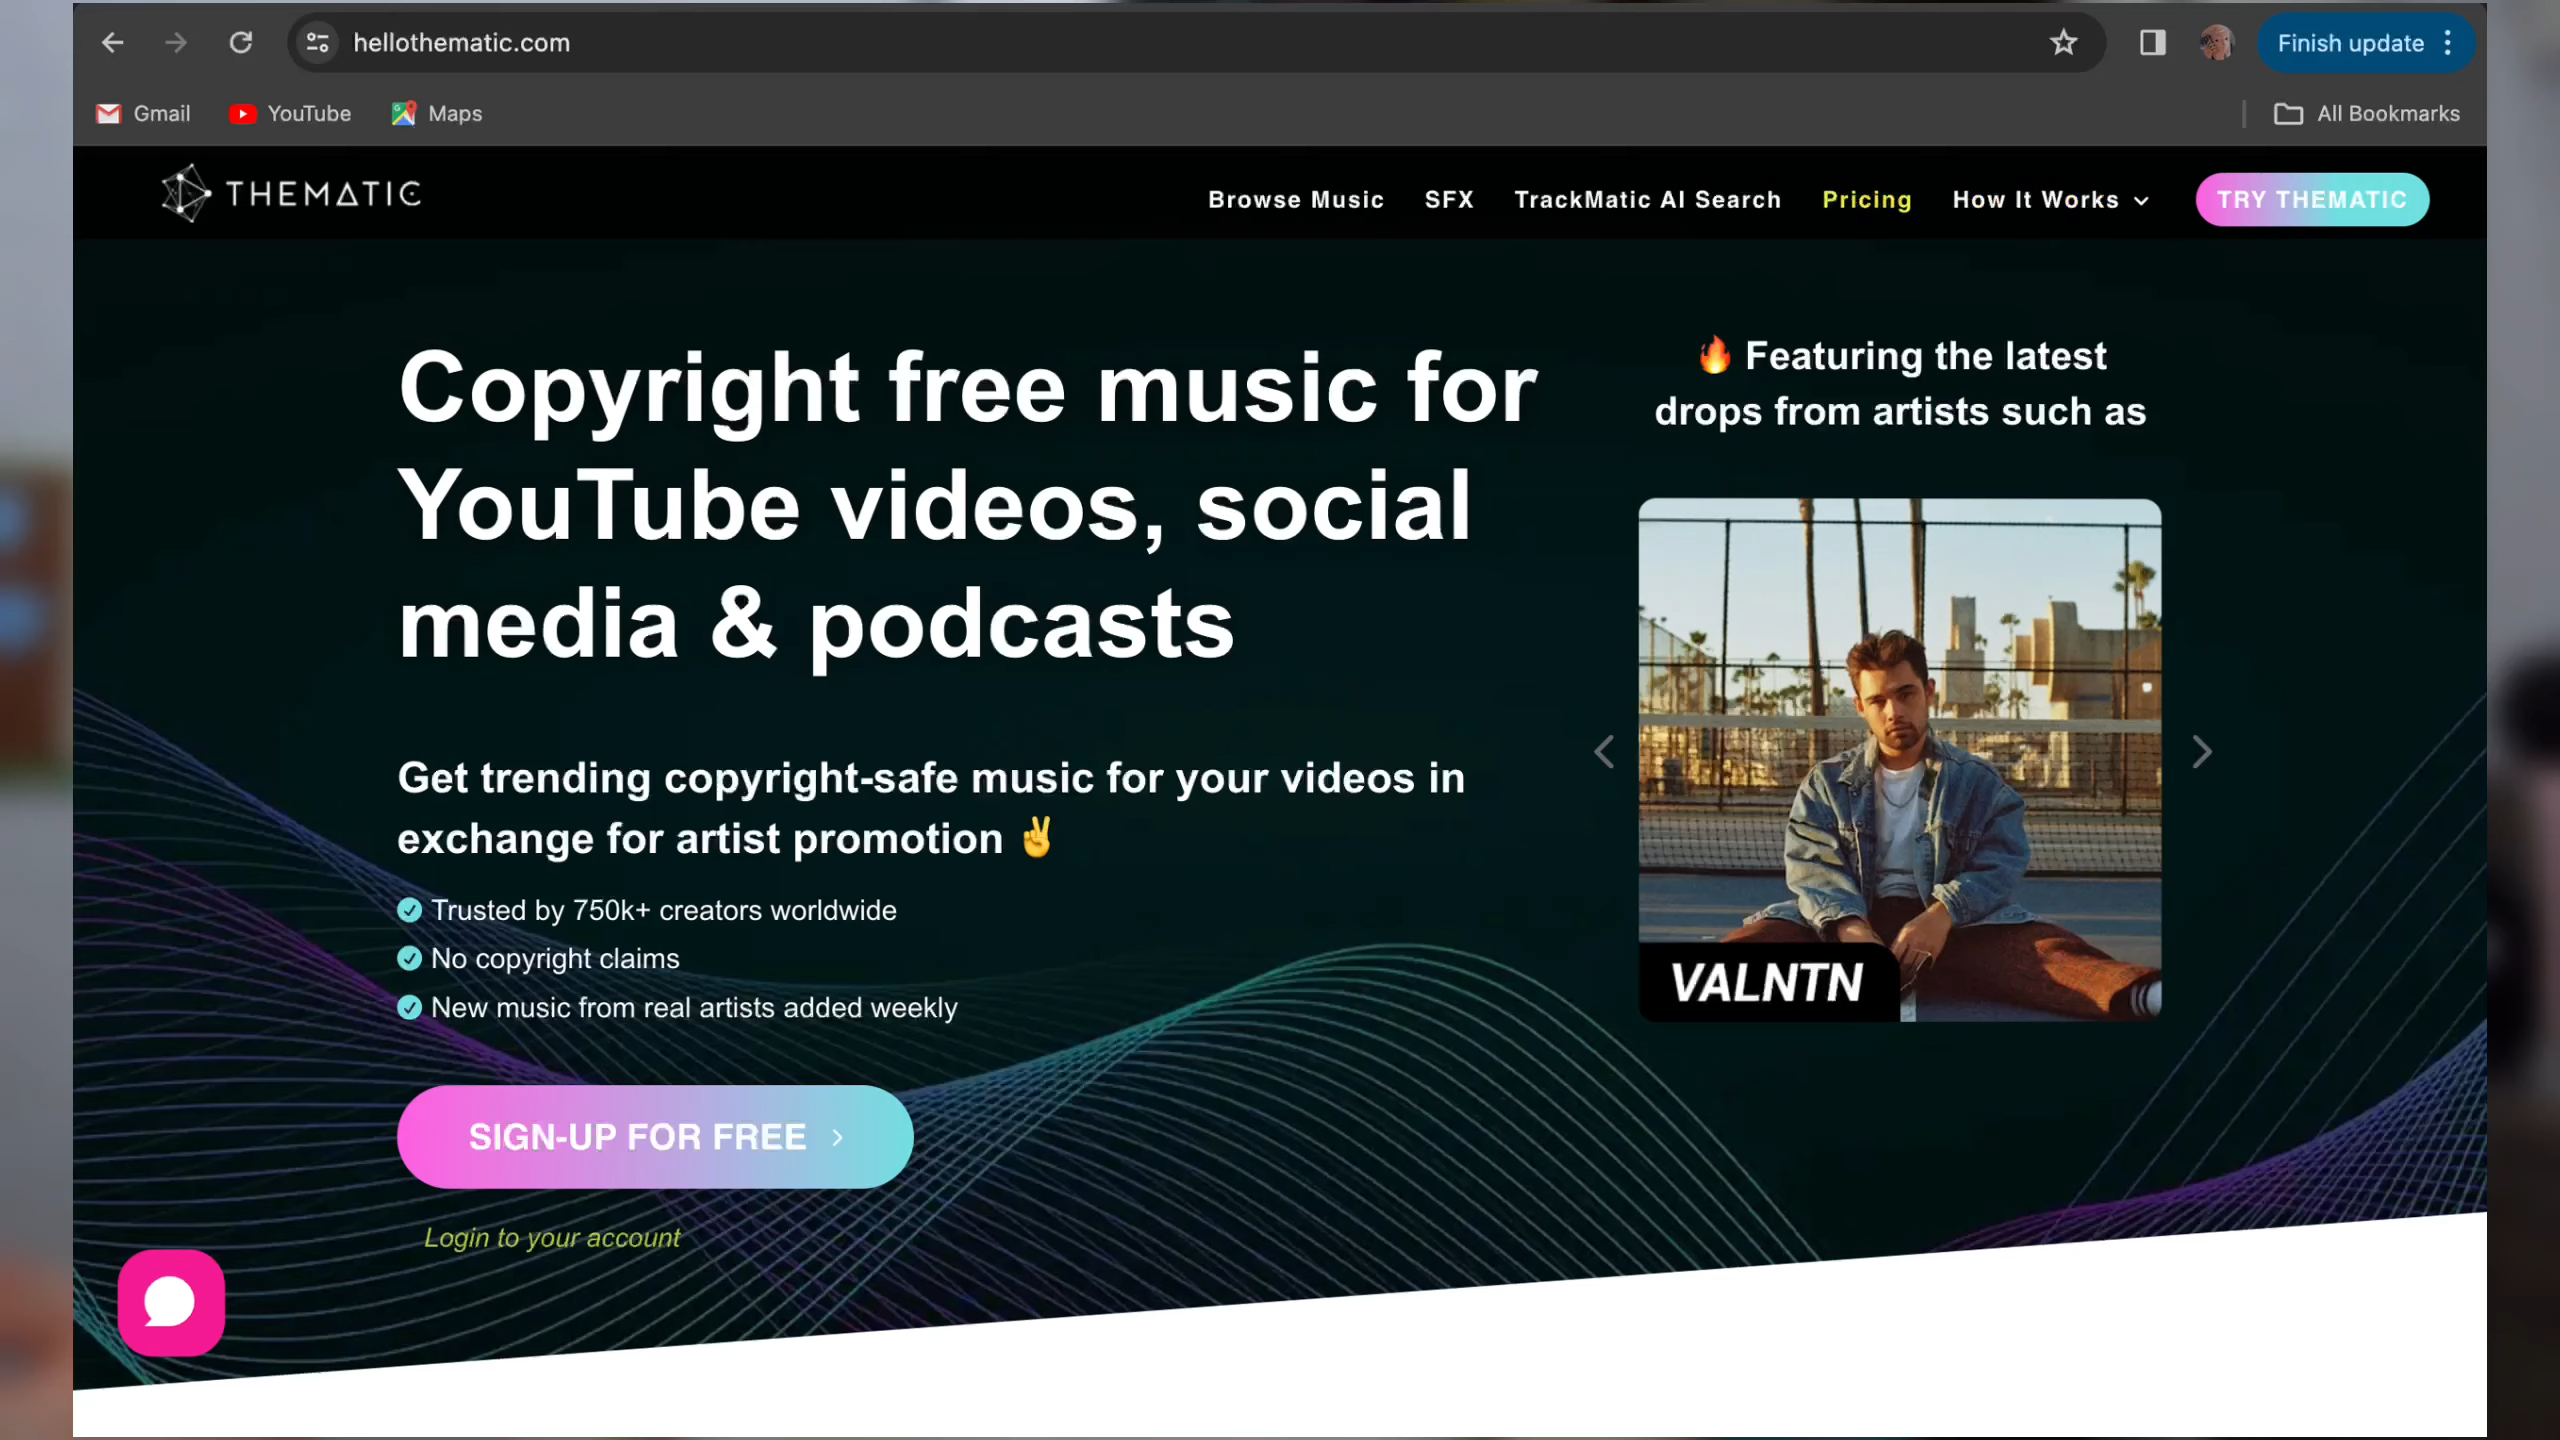 hellothematic.com
Finish update
Gmail
YouTube
Maps
All Bookmarks
THEMATIC
Browse Music
SFX
TrackMatic AI Search
Pricing
How It Works
TRY THEMATIC
Copyright free music for
YouTube videos, social
media & podcasts
Get trending copyright-safe music for your videos in
exchange for artist promotion ✌️
Trusted by 750k+ creators worldwide
No copyright claims
New music from real artists added weekly
SIGN-UP FOR FREE
Login to your account
🔥 Featuring the latest
drops from artists such as
VALNTN